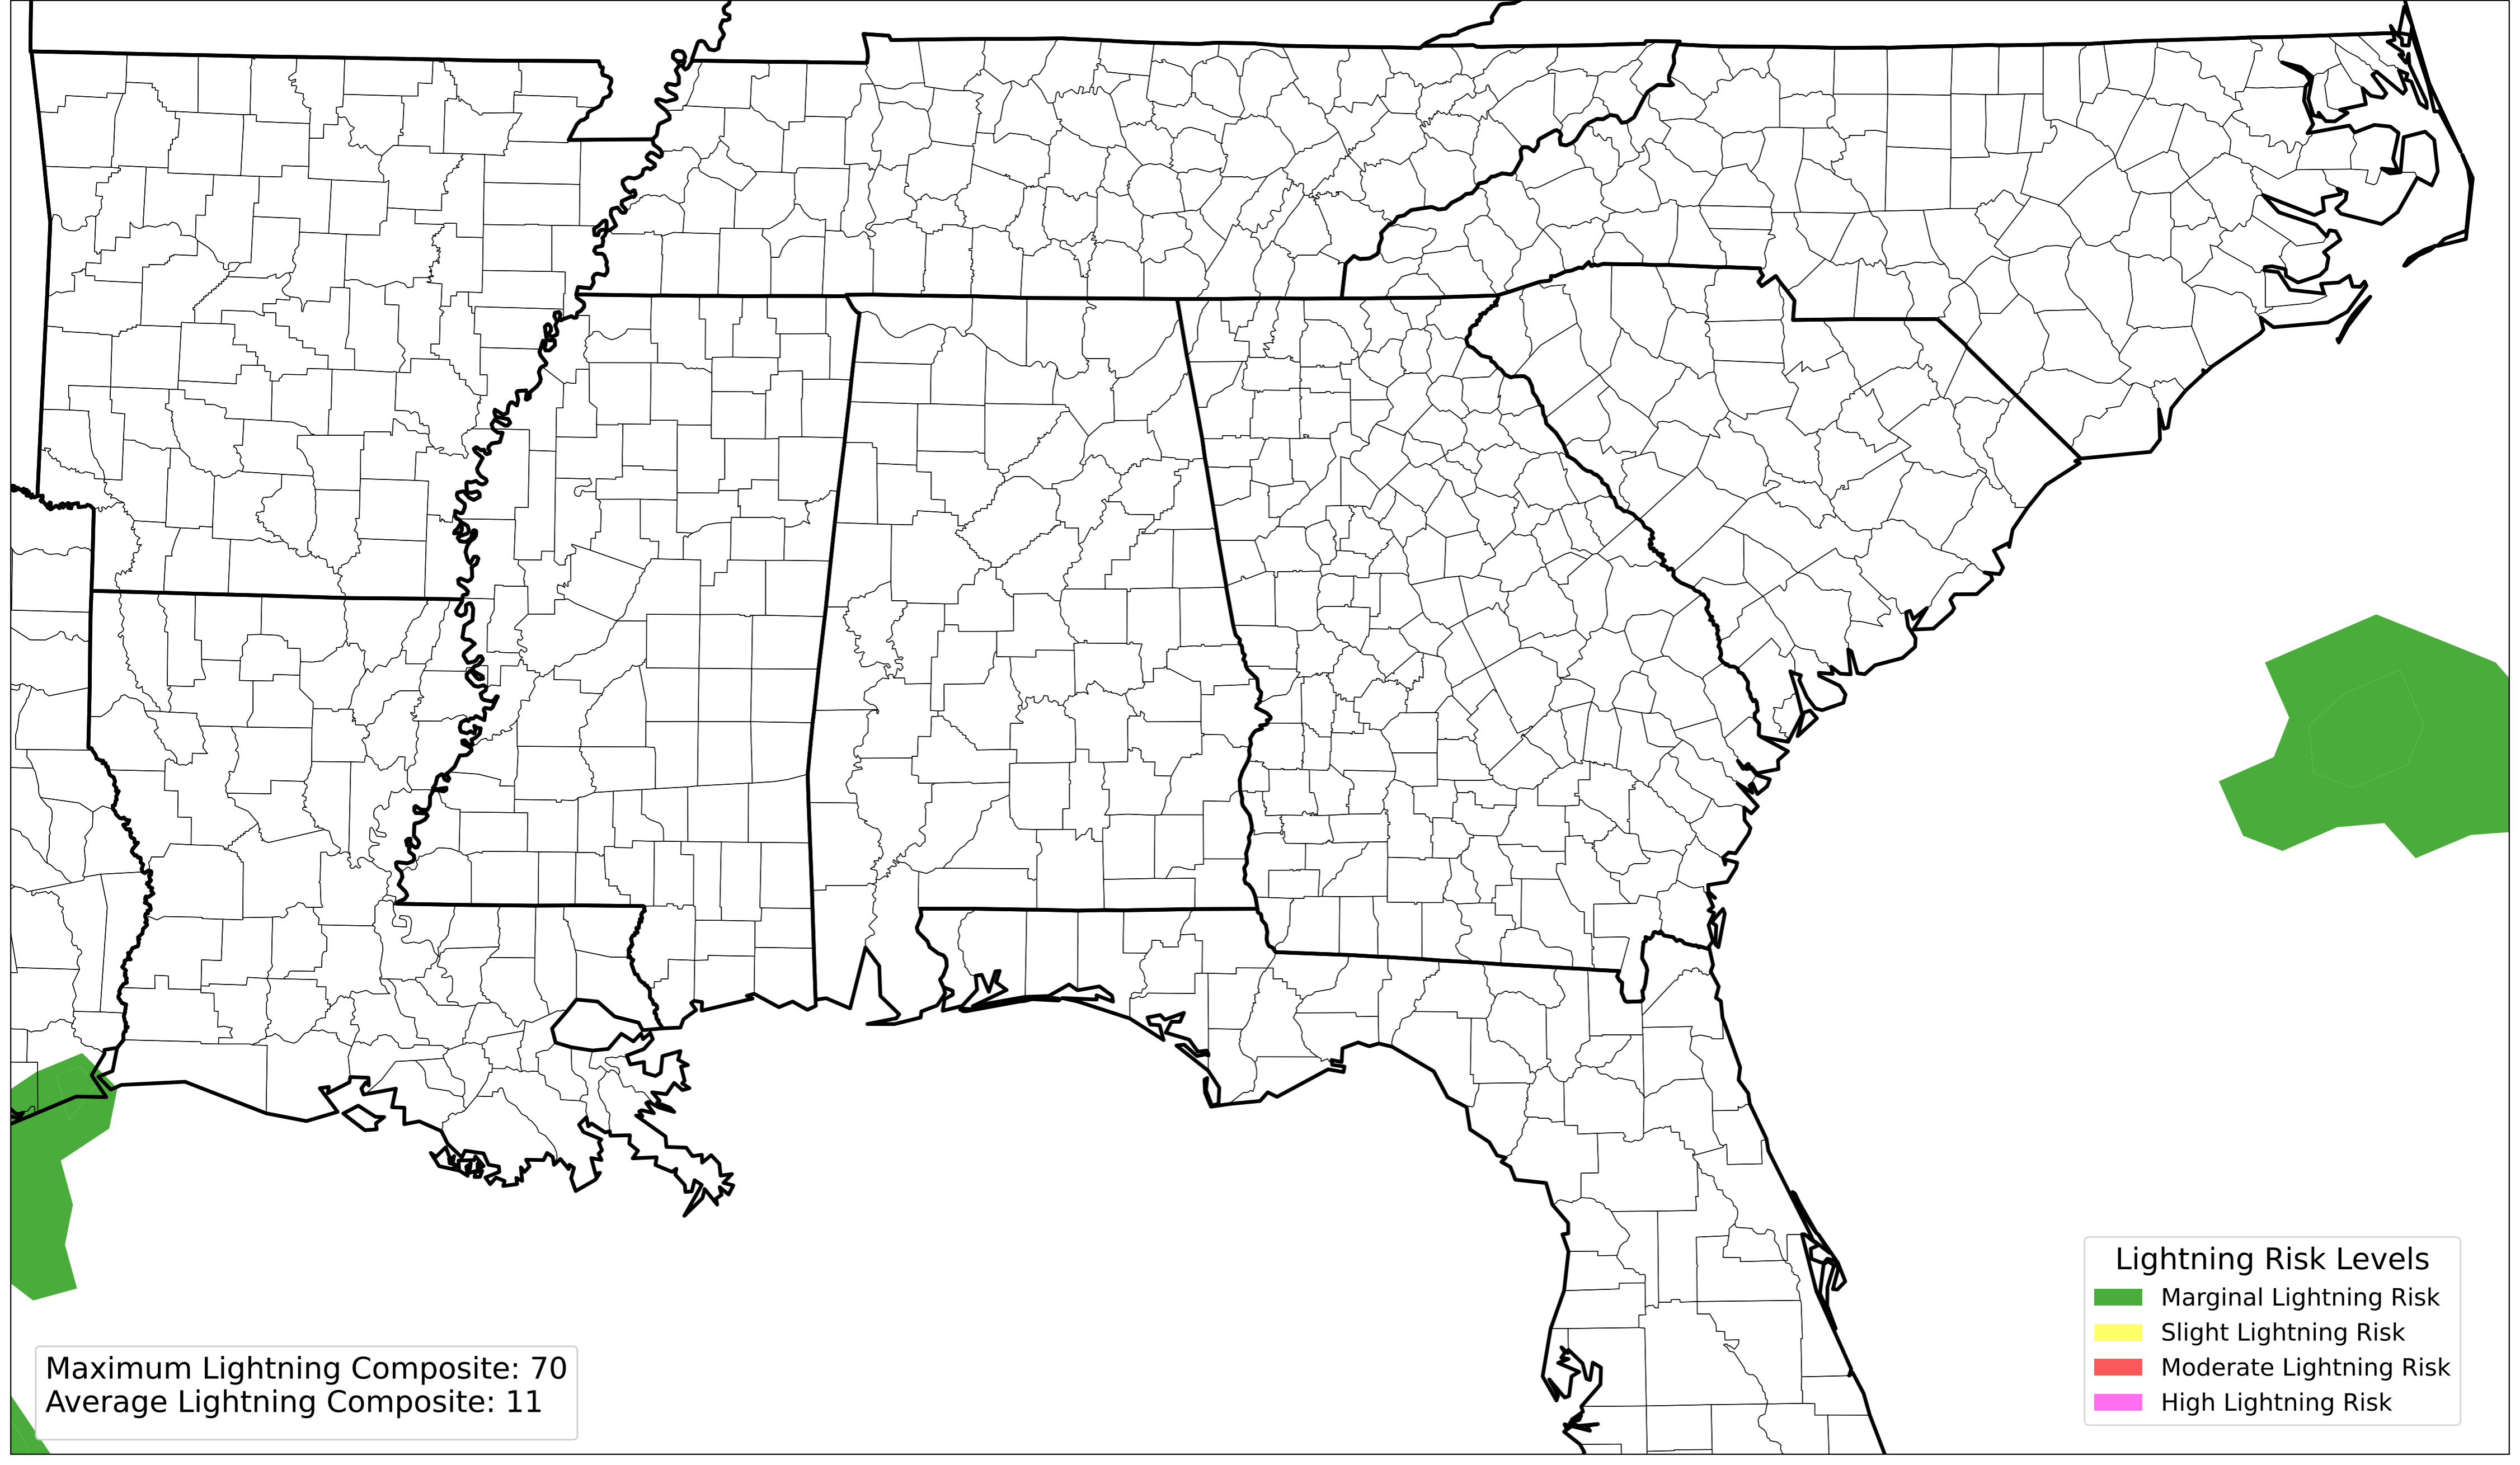 Lightning Risk Levels
Marginal Lightning Risk
Slight Lightning Risk
Moderate Lightning Risk
High Lightning Risk
Maximum Lightning Composite: 70
Average Lightning Composite: 11